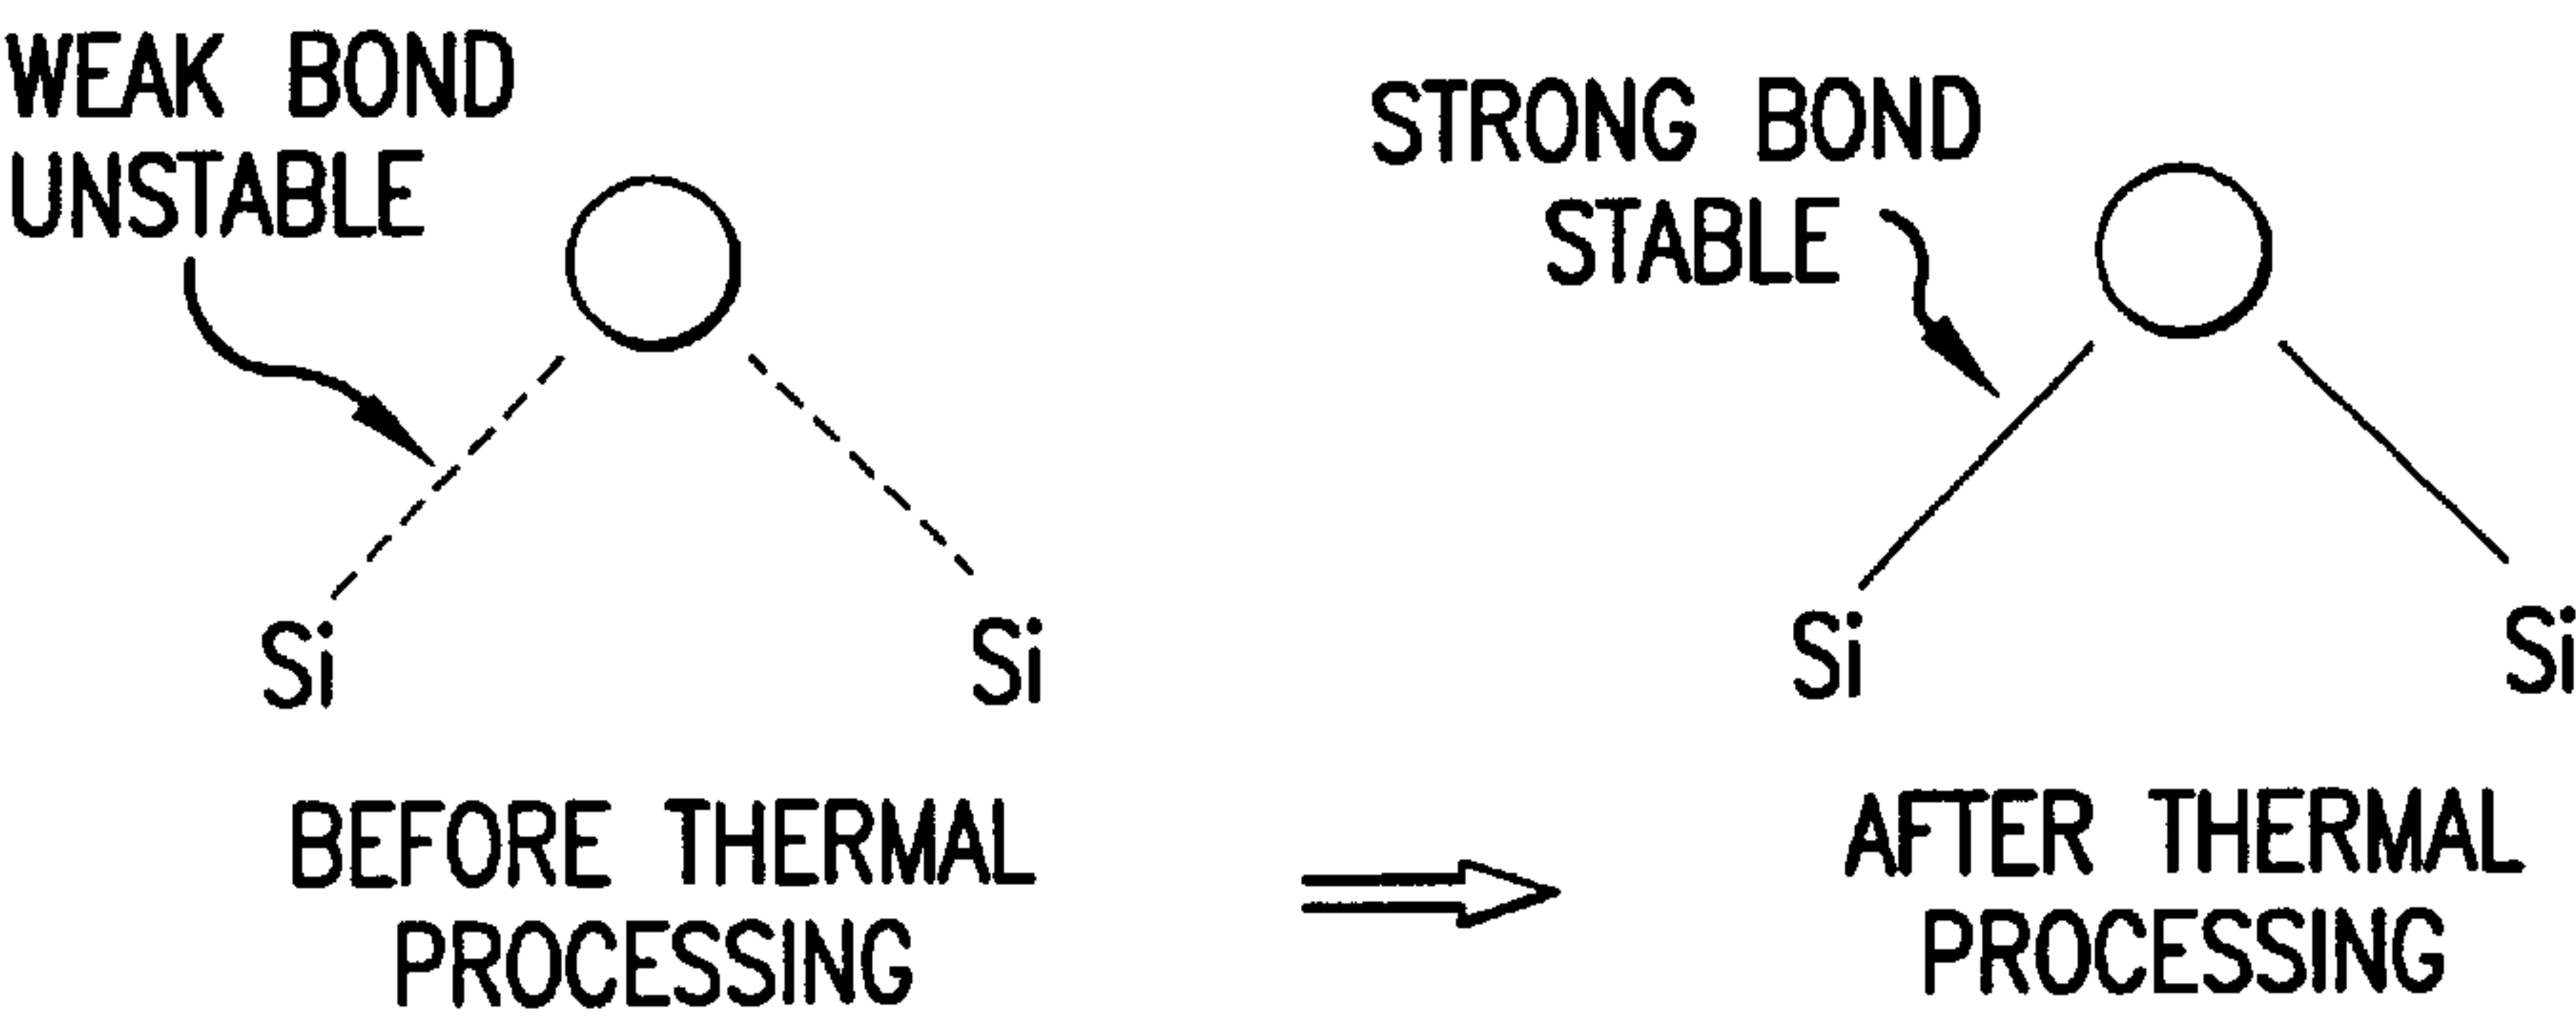 WEAK BOND
UNSTABLE
O
Si
Si
BEFORE THERMAL
PROCESSING
STRONG BOND
STABLE
O
Si
Si
AFTER THERMAL
PROCESSING